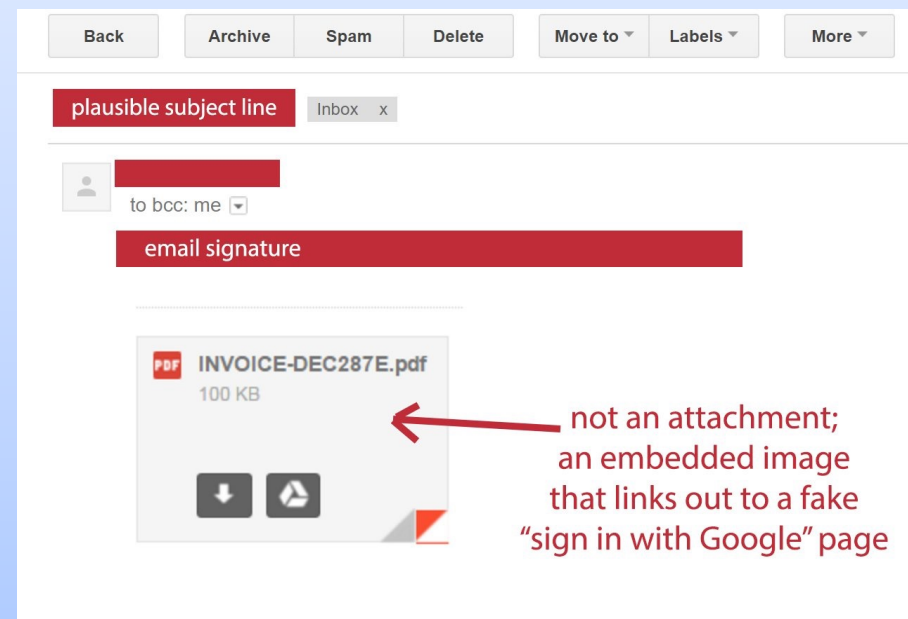 Back Archive Spam Delete Move to Labels More
plausible subject line Inbox x
to bcc: me
email signature
PDF INVOICE-DEC287E.pdf
100 KB
not an attachment;
an embedded image
that links out to a fake
“sign in with Google” page